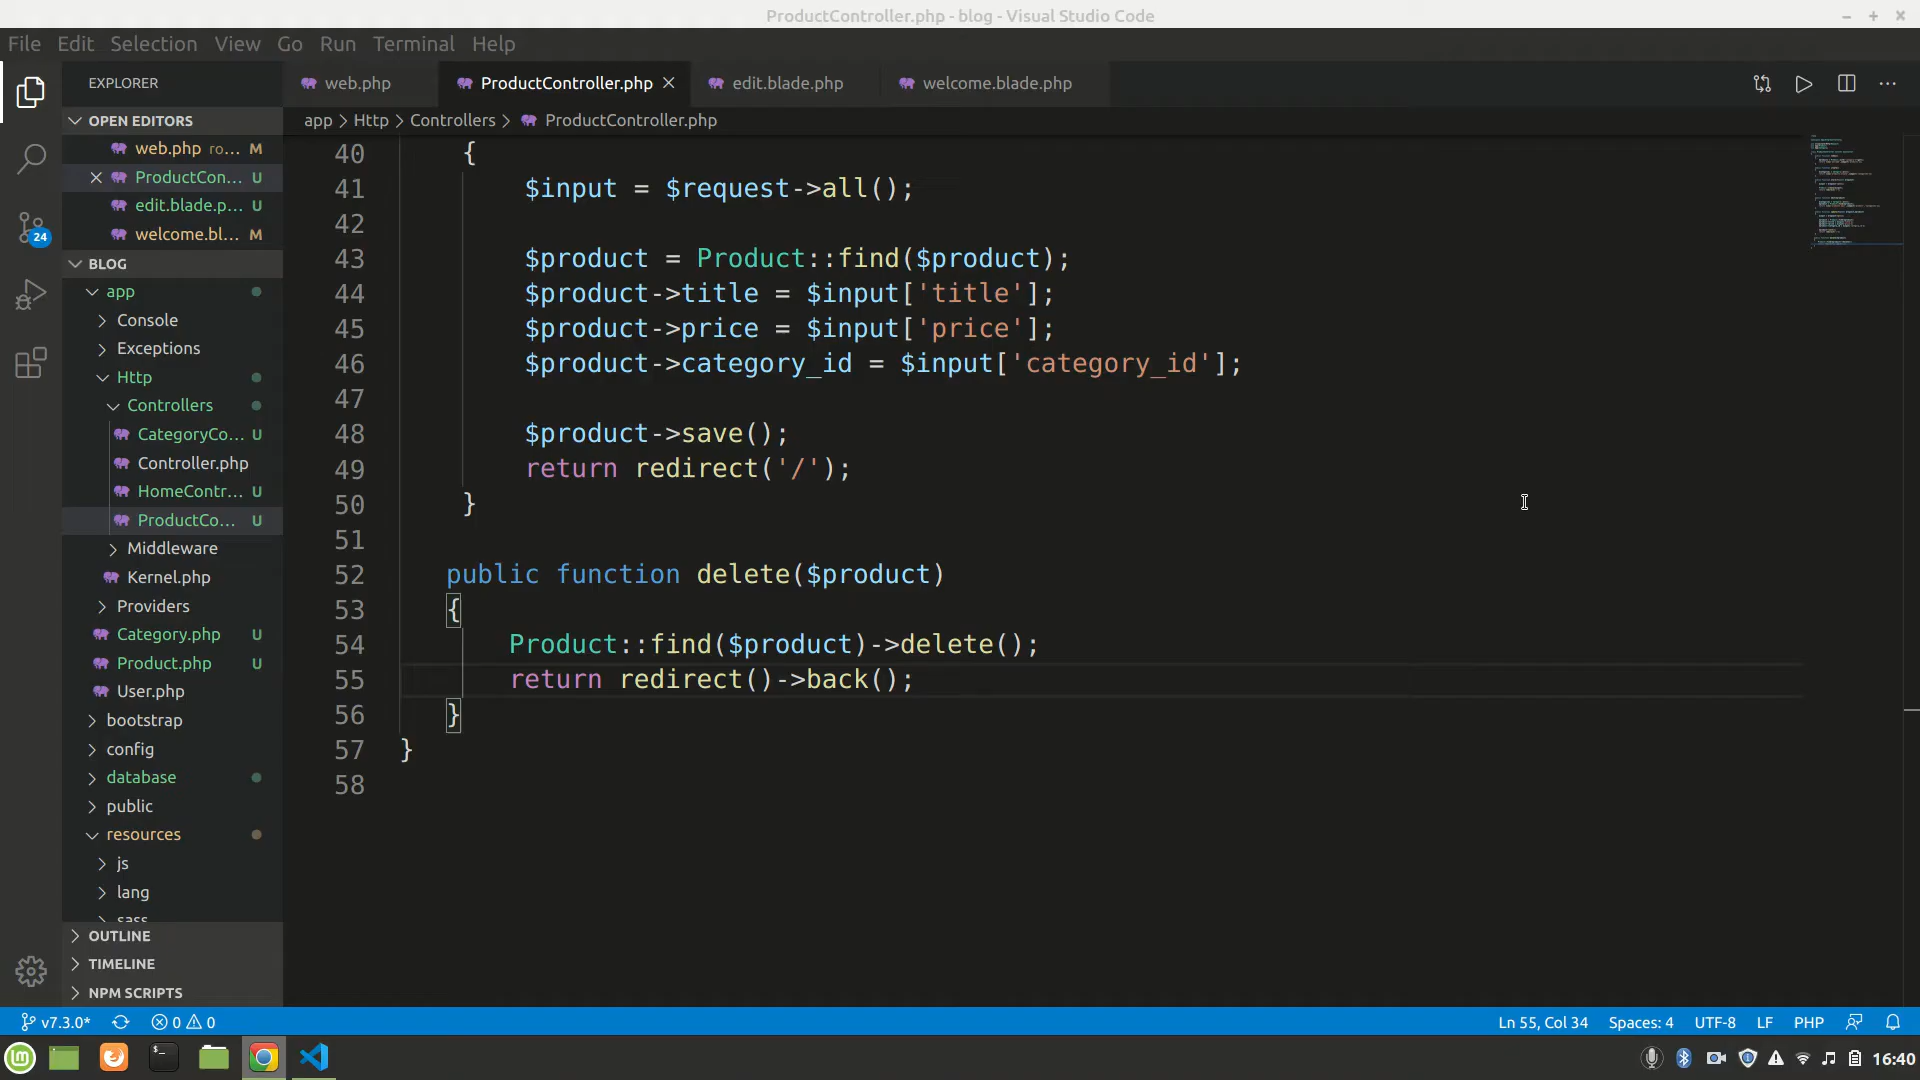 ProductController.php - blog - Visual Studio Code
File Edit Selection View Go Run Terminal Help
EXPLORER
web.php
ProductController.php
edit.blade.php
welcome.blade.php
OPEN EDITORS
web.php ro... M
ProductCon... U
edit.blade.p... U
welcome.bl... M
BLOG
app
Console
Exceptions
Http
Controllers
CategoryCo... U
Controller.php
HomeContr... U
ProductCo... U
Middleware
Kernel.php
Providers
Category.php U
Product.php U
User.php
bootstrap
config
database
public
resources
js
lang
sass
OUTLINE
TIMELINE
NPM SCRIPTS
24
app > Http > Controllers > ProductController.php
40 {
41 $input = $request->all();
42
43 $product = Product::find($product);
44 $product->title = $input['title'];
45 $product->price = $input['price'];
46 $product->category_id = $input['category_id'];
47
48 $product->save();
49 return redirect('/');
50 }
51
52 public function delete($product)
53 {
54 Product::find($product)->delete();
55 return redirect()->back();
56 }
57 }
58
v7.3.0* 0 0 Ln 55, Col 34 Spaces: 4 UTF-8 LF PHP
16:40